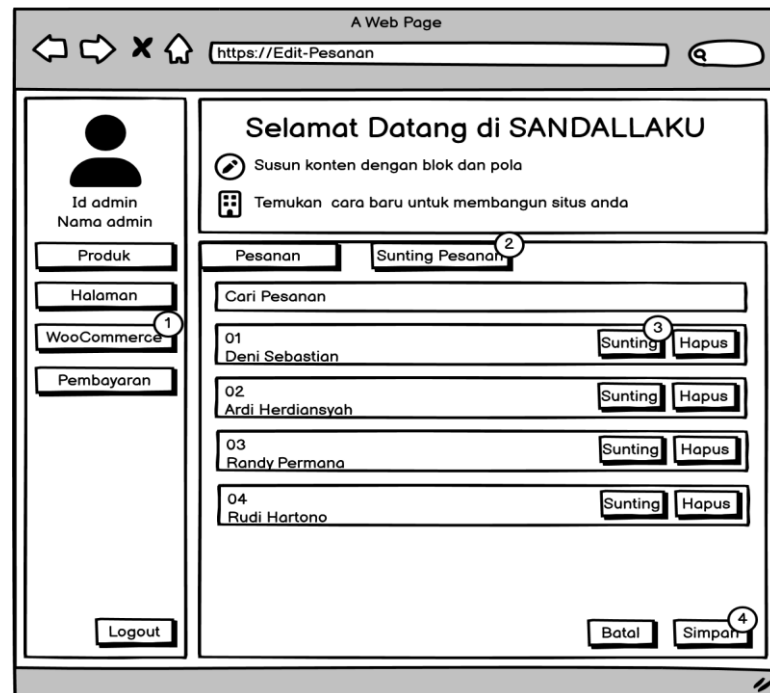 A Web Page
https://Edit-Pesanan
Id admin
Nama admin
Produk
Halaman
WooCommerce
1
Pembayaran
Logout
Selamat Datang di SANDALLAKU
Susun konten dengan blok dan pola
Temukan cara baru untuk membangun situs anda
Pesanan
Sunting Pesanan
2
Cari Pesanan
01
Deni Sebastian
Sunting
3
Hapus
02
Ardi Herdiansyah
Sunting
Hapus
03
Randy Permana
Sunting
Hapus
04
Rudi Hartono
Sunting
Hapus
Batal
Simpan
4